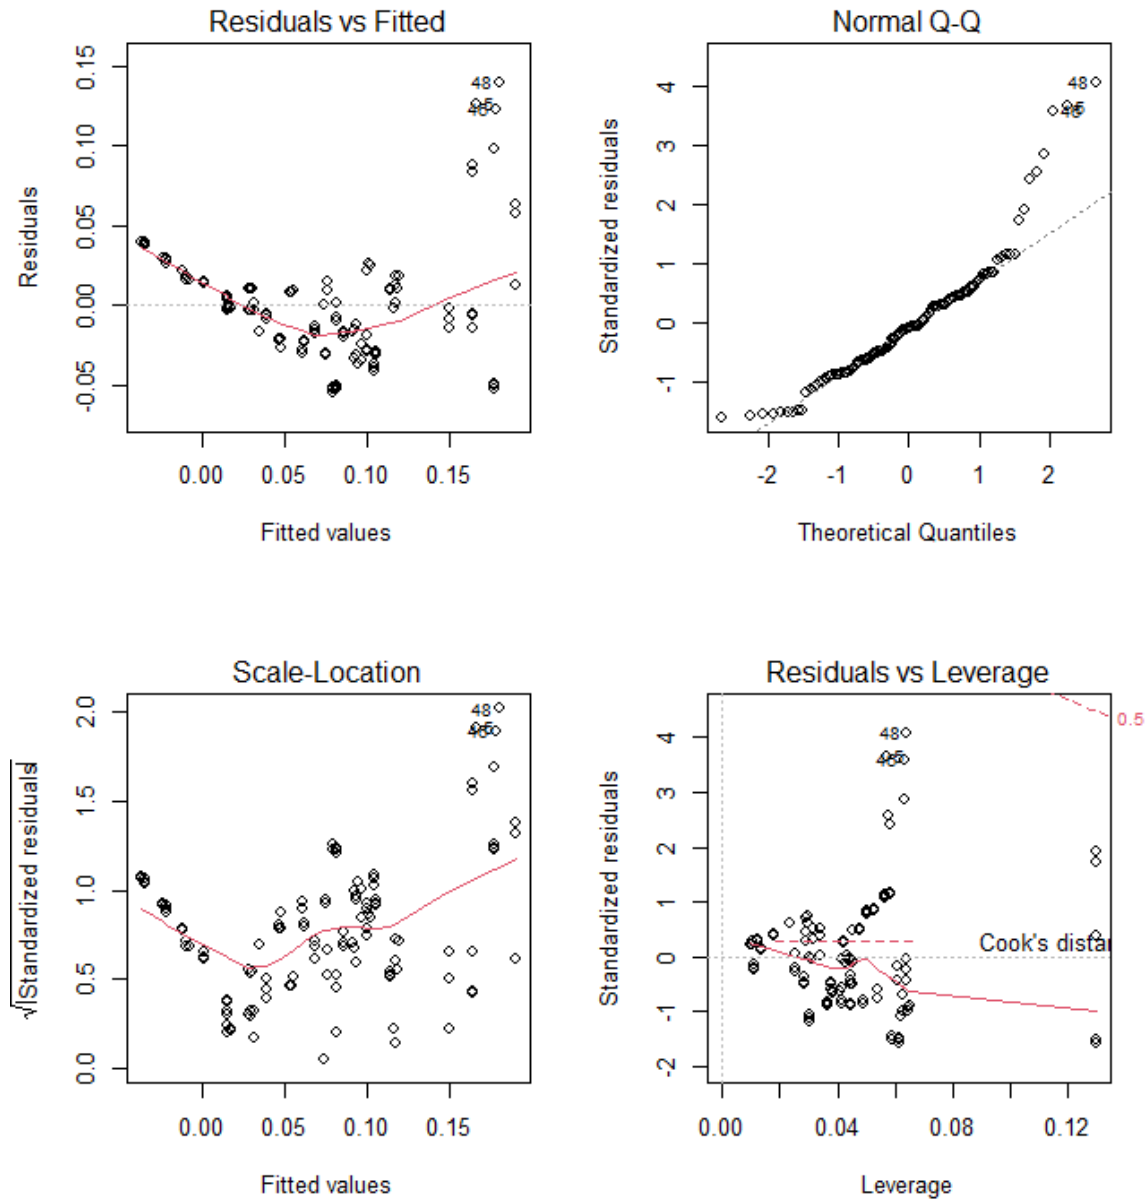 Residuals vs Fitted
Residuals
0.15
0.10
0.05
0.00
-0.05
48
0.00 0.05 0.10 0.15
Fitted values
Normal Q-Q
Standardized residuals
4
3
2
1
0
-1
48
-2 -1 0 1 2
Theoretical Quantiles
Scale-Location
√|Standardized residuals|
2.0
1.5
1.0
0.5
0.0
48
0.00 0.05 0.10 0.15
Fitted values
Residuals vs Leverage
Standardized residuals
4
3
2
1
0
-1
-2
48
0.5
Cook's distar
0.00 0.04 0.08 0.12
Leverage